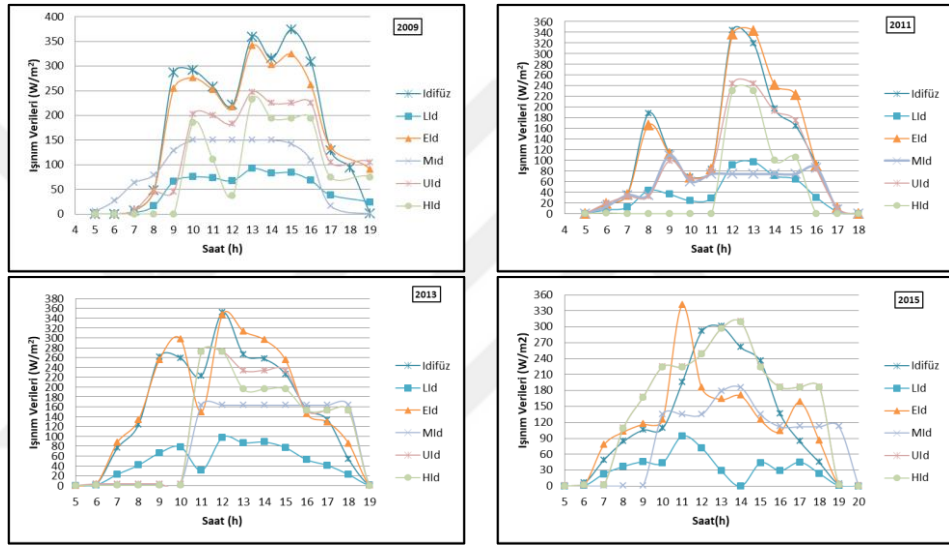 2009
Işınım Verileri (W/m²)
400
350
300
250
200
150
100
50
0
4 5 6 7 8 9 10 11 12 13 14 15 16 17 18 19
Saat (h)
Idifüz
LId
EId
MId
UId
HId
2011
Işınım Verileri (W/m²)
360
340
320
300
280
260
240
220
200
180
160
140
120
100
80
60
40
20
0
4 5 6 7 8 9 10 11 12 13 14 15 16 17 18
Saat (h)
Idifüz
LId
EId
MId
UId
HId
2013
Işınım Verileri (W/m²)
380
360
340
320
300
280
260
240
220
200
180
160
140
120
100
80
60
40
20
0
5 6 7 8 9 10 11 12 13 14 15 16 17 18 19
Saat (h)
Idifüz
LId
EId
MId
UId
HId
2015
Işınım Verileri (W/m2)
360
330
300
270
240
210
180
150
120
90
60
30
0
5 6 7 8 9 10 11 12 13 14 15 16 17 18 19 20
Saat(h)
Idifüz
LId
EId
MId
UId
HId